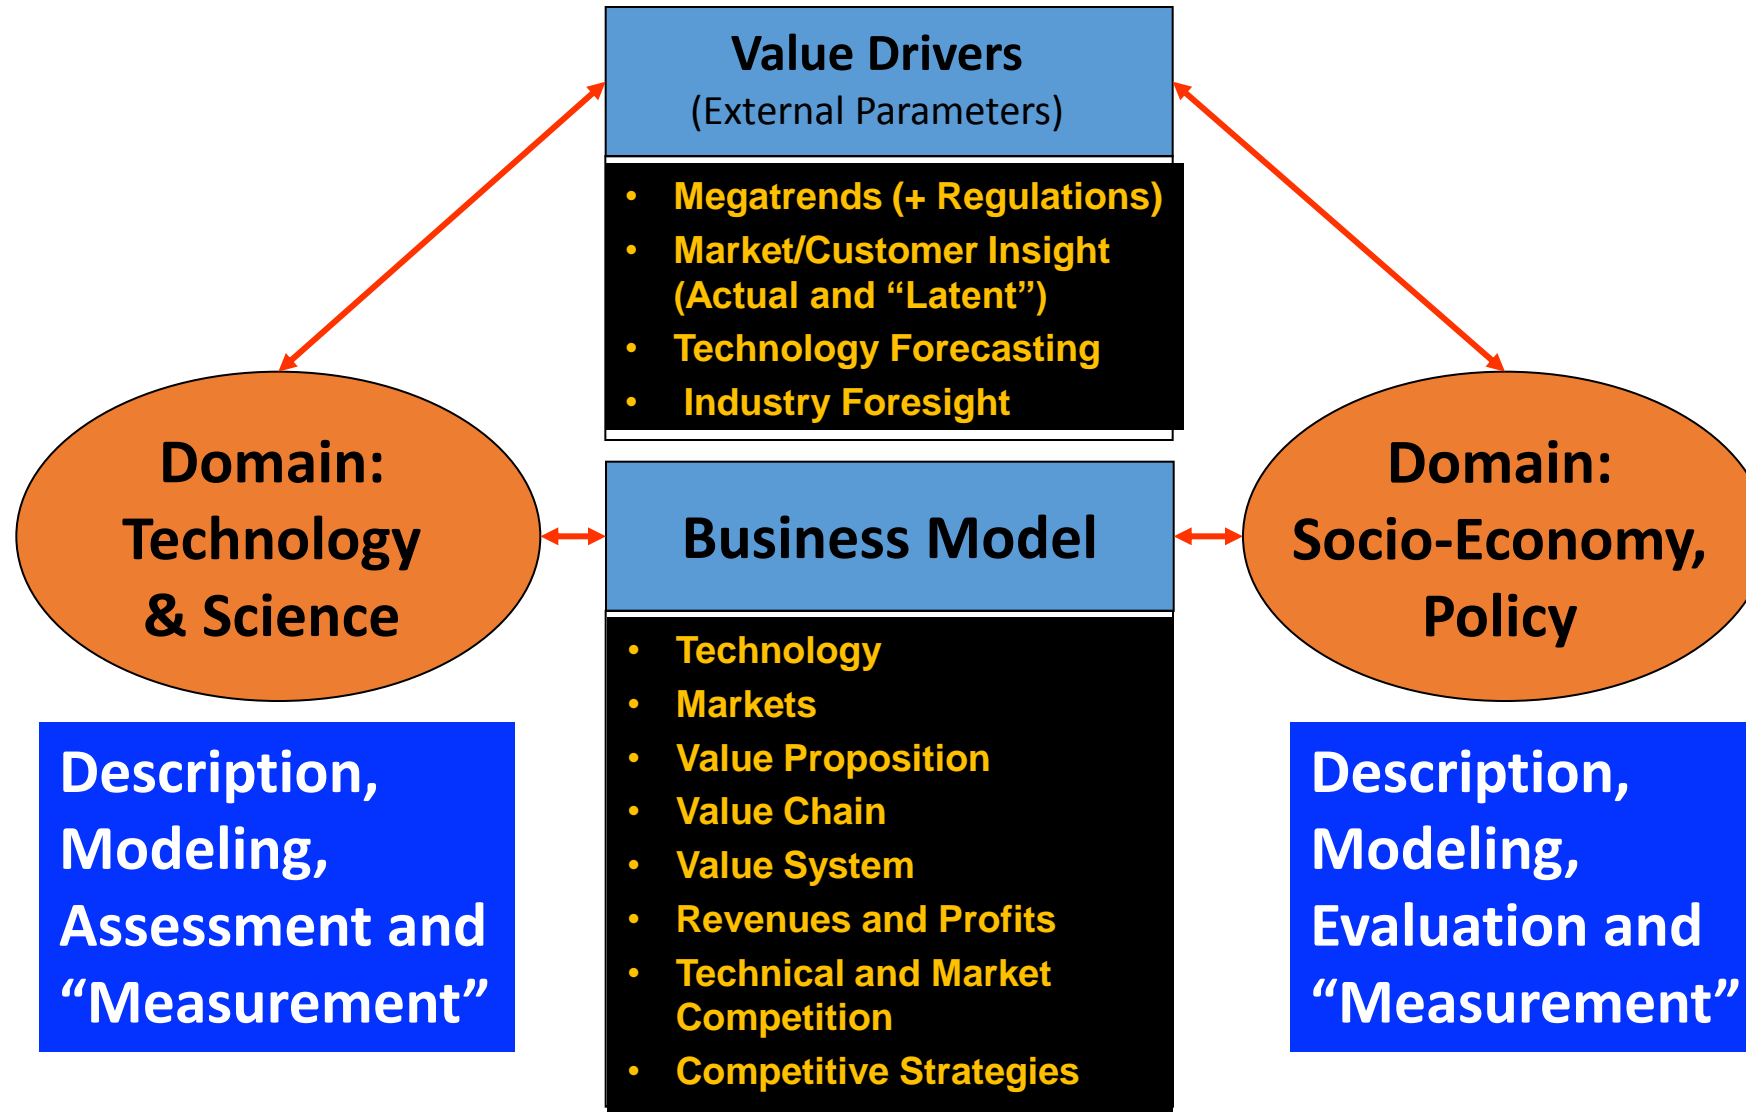 Value Drivers
(External Parameters)
• Megatrends (+ Regulations)
• Market/Customer Insight
(Actual and “Latent”)
• Technology Forecasting
• Industry Foresight
Domain:
Technology
& Science
Business Model
Domain:
Socio-Economy,
Policy
• Technology
• Markets
• Value Proposition
• Value Chain
• Value System
• Revenues and Profits
• Technical and Market
Competition
• Competitive Strategies
Description,
Modeling,
Assessment and
“Measurement”
Description,
Modeling,
Evaluation and
“Measurement”